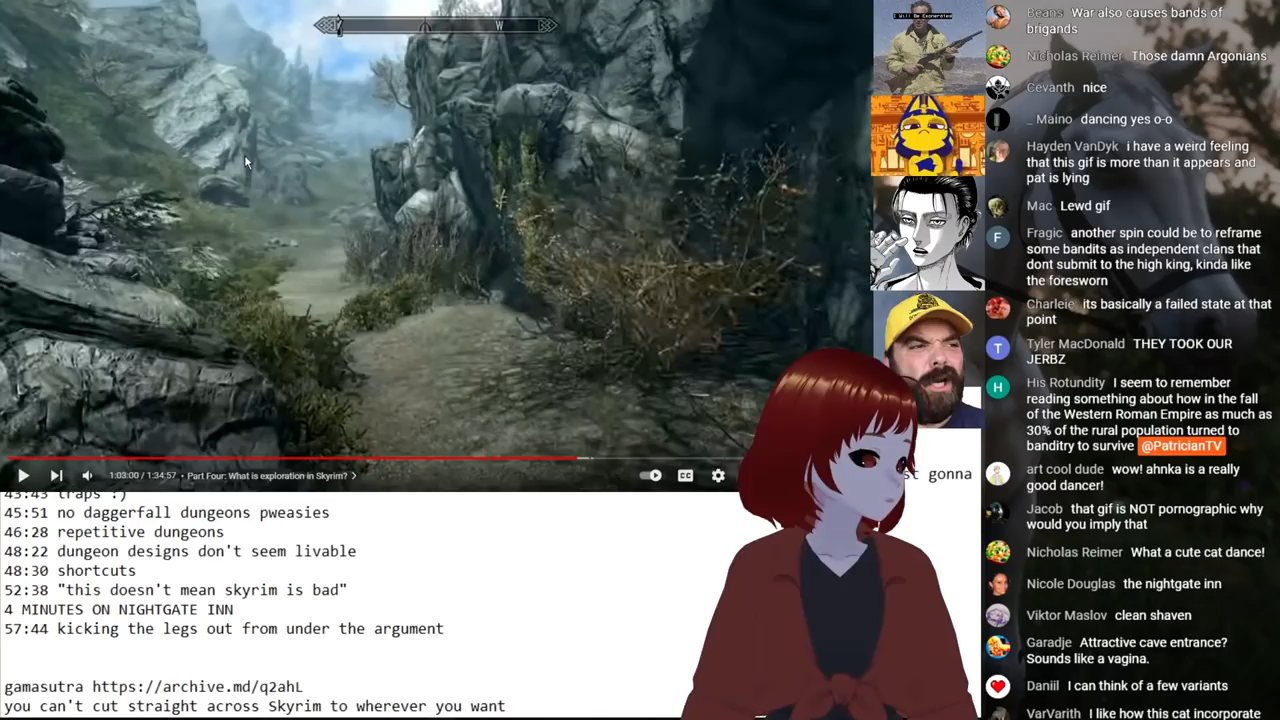 W
I Will Be Exonerated
1:03:00 / 1:34:57 • Part Four: What is exploration in Skyrim? >
CC
st gonna
43:43 traps :)
45:51 no daggerfall dungeons pweasies
46:28 repetitive dungeons
48:22 dungeon designs don't seem livable
48:30 shortcuts
52:38 "this doesn't mean skyrim is bad"
4 MINUTES ON NIGHTGATE INN
57:44 kicking the legs out from under the argument
gamasutra https://archive.md/q2ahL
you can't cut straight across Skyrim to wherever you want
Beans War also causes bands of
brigands
Nicholas Reimer Those damn Argonians
Cevanth nice
_ Maino dancing yes o-o
Hayden VanDyk i have a weird feeling
that this gif is more than it appears and
pat is lying
Mac Lewd gif
F
Fragic another spin could be to reframe
some bandits as independent clans that
dont submit to the high king, kinda like
the foresworn
Charleie its basically a failed state at that
point
T
Tyler MacDonald THEY TOOK OUR
JERBZ
H
His Rotundity I seem to remember
reading something about how in the fall
of the Western Roman Empire as much as
30% of the rural population turned to
banditry to survive @PatricianTV
art cool dude wow! ahnka is a really
good dancer!
Jacob that gif is NOT pornographic why
would you imply that
Nicholas Reimer What a cute cat dance!
Nicole Douglas the nightgate inn
Viktor Maslov clean shaven
Garadje Attractive cave entrance?
Sounds like a vagina.
Daniil I can think of a few variants
VarVarith I like how this cat incorporate